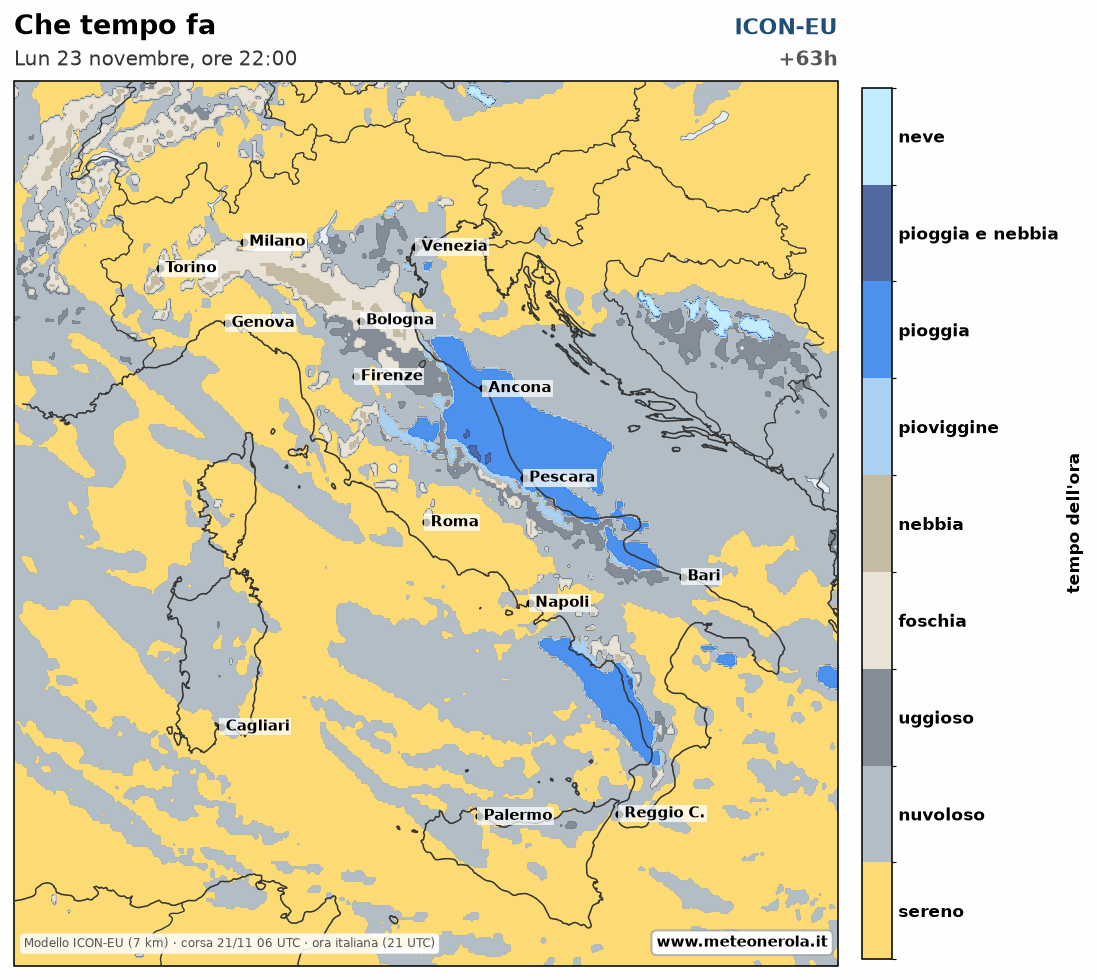 Che tempo fa
ICON-EU
Lun 23 novembre, ore 22:00
+63h
neve
pioggia e nebbia
pioggia
pioviggine
nebbia
foschia
uggioso
nuvoloso
sereno
tempo dell'ora
Milano
Venezia
Torino
Genova
Bologna
Firenze
Ancona
Pescara
Roma
Bari
Napoli
Cagliari
Palermo
Reggio C.
Modello ICON-EU (7 km) · corsa 21/11 06 UTC · ora italiana (21 UTC)
www.meteonerola.it